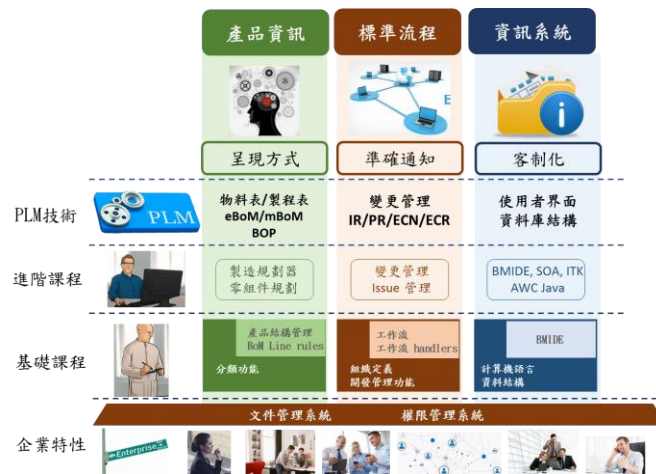 產品資訊
標準流程
資訊系統
E
i
呈現方式
準確通知
客制化
PLM技術
PLM
物料表/製程表
eBoM/mBoM
BOP
變更管理
IR/PR/ECN/ECR
使用者界面
資料庫結構
進階課程
製造規劃器
零組件規劃
變更管理
Issue 管理
BMIDE, SOA, ITK
AWC Java
基礎課程
產品結構管理
BoM Line rules
分類功能
工作流
工作流 handlers
組織定義
開發管理功能
BMIDE
計算機語言
資料結構
文件管理系統
權限管理系統
企業特性
Enterprise